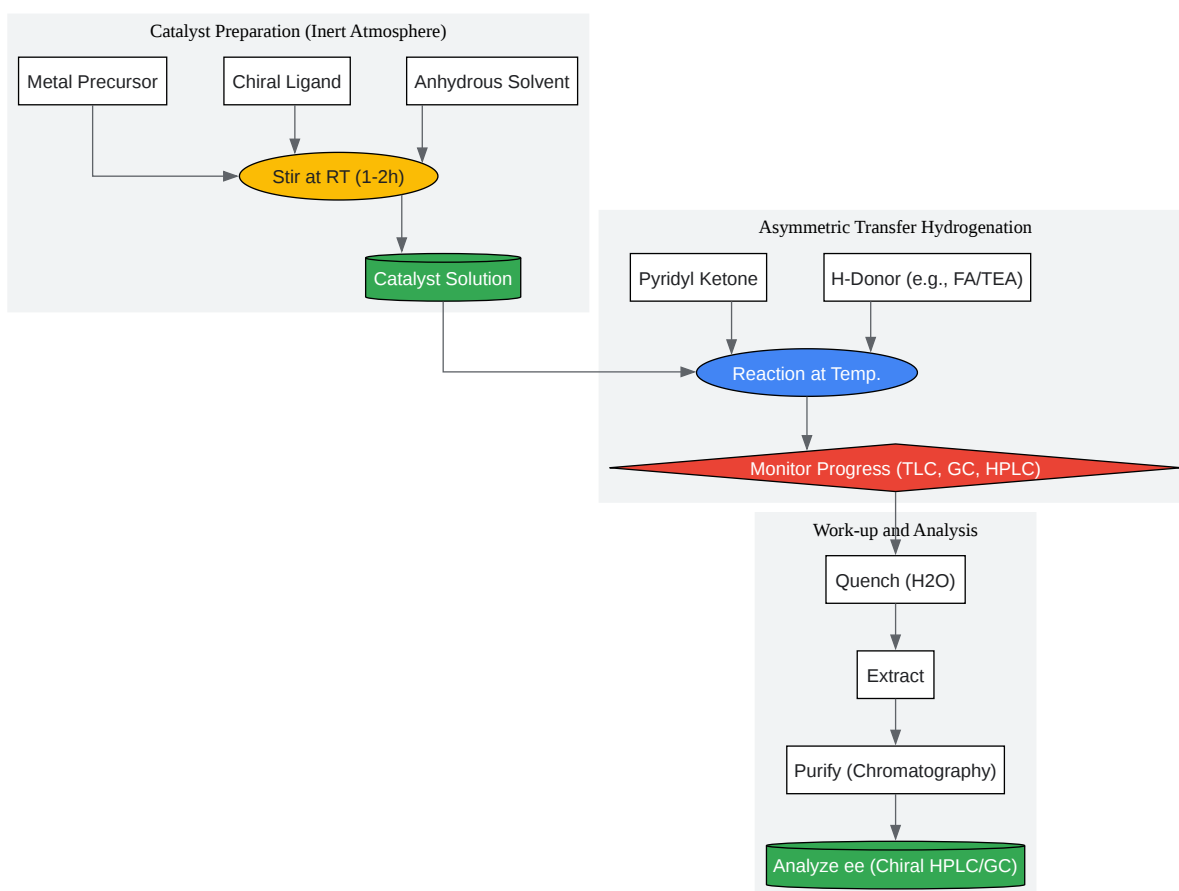 Catalyst Preparation (Inert Atmosphere)
Metal Precursor
Chiral Ligand
Anhydrous Solvent
Stir at RT (1-2h)
Catalyst Solution
Asymmetric Transfer Hydrogenation
Pyridyl Ketone
H-Donor (e.g., FA/TEA)
Reaction at Temp.
Monitor Progress (TLC, GC, HPLC)
Work-up and Analysis
Quench (H2O)
Extract
Purify (Chromatography)
Analyze ee (Chiral HPLC/GC)